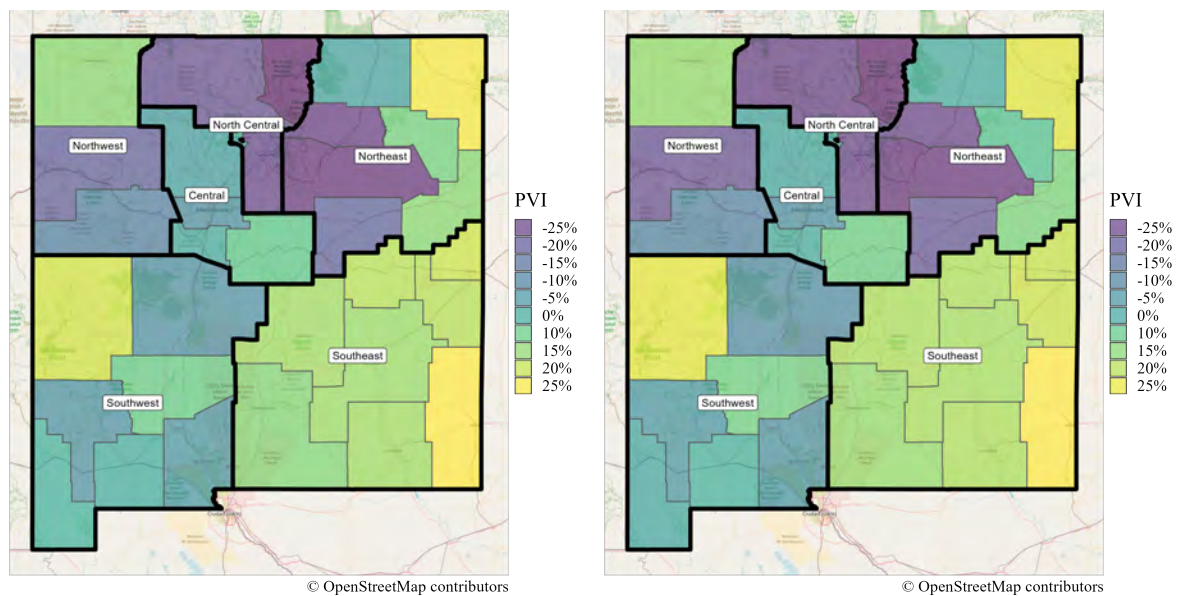 North Central
Northwest
Northeast
Central
Southeast
Southwest
PVI
-25%
-20%
-15%
-10%
-5%
0%
10%
15%
20%
25%
© OpenStreetMap contributors
North Central
Northwest
Northeast
Central
Southeast
Southwest
PVI
-25%
-20%
-15%
-10%
-5%
0%
10%
15%
20%
25%
© OpenStreetMap contributors